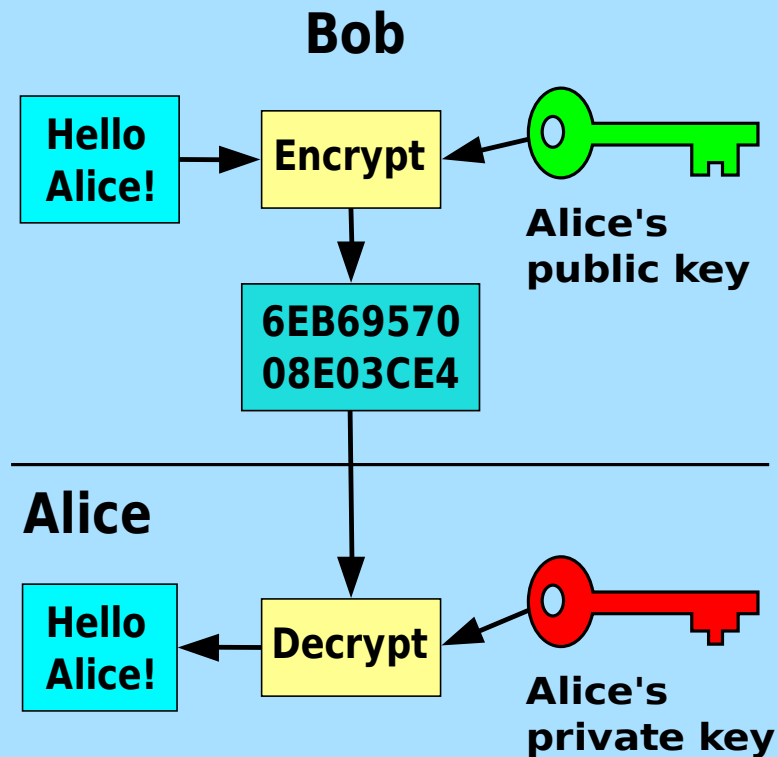 Bob
Hello
Alice!
Encrypt
Alice's
public key
6EB69570
08E03CE4
Alice
Hello
Alice!
Decrypt
Alice's
private key